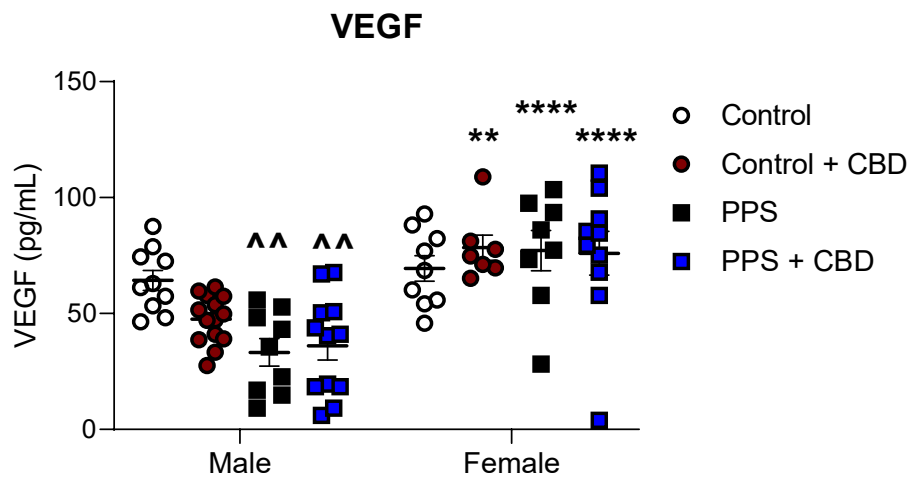 VEGF
VEGF (pg/mL)
150
100
50
0
^^
^^
**
****
****
Male
Female
Control
Control + CBD
PPS
PPS + CBD